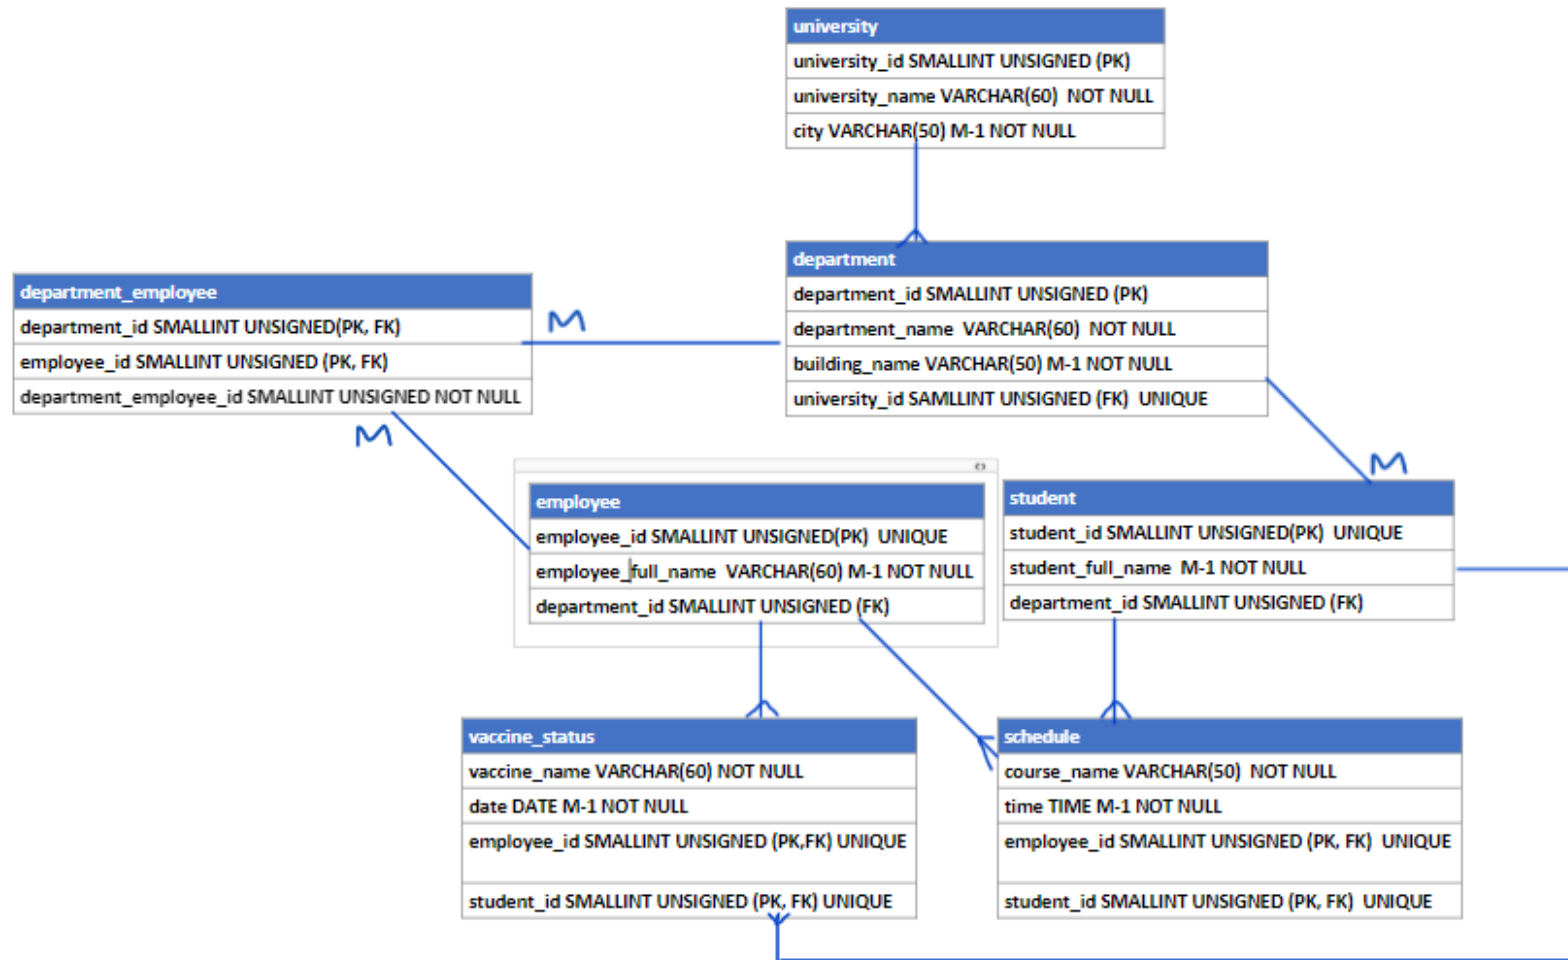 university
university_id SMALLINT UNSIGNED (PK)
university_name VARCHAR(60) NOT NULL
city VARCHAR(50) M-1 NOT NULL
department_employee
department_id SMALLINT UNSIGNED(PK, FK)
employee_id SMALLINT UNSIGNED (PK, FK)
department_employee_id SMALLINT UNSIGNED NOT NULL
M
M
department
department_id SMALLINT UNSIGNED (PK)
department_name VARCHAR(60) NOT NULL
building_name VARCHAR(50) M-1 NOT NULL
university_id SAMLLINT UNSIGNED (FK) UNIQUE
M
employee
employee_id SMALLINT UNSIGNED(PK) UNIQUE
employee_full_name VARCHAR(60) M-1 NOT NULL
department_id SMALLINT UNSIGNED (FK)
student
student_id SMALLINT UNSIGNED(PK) UNIQUE
student_full_name M-1 NOT NULL
department_id SMALLINT UNSIGNED (FK)
vaccine_status
vaccine_name VARCHAR(60) NOT NULL
date DATE M-1 NOT NULL
employee_id SMALLINT UNSIGNED (PK,FK) UNIQUE
student_id SMALLINT UNSIGNED (PK, FK) UNIQUE
schedule
course_name VARCHAR(50) NOT NULL
time TIME M-1 NOT NULL
employee_id SMALLINT UNSIGNED (PK, FK) UNIQUE
student_id SMALLINT UNSIGNED (PK, FK) UNIQUE